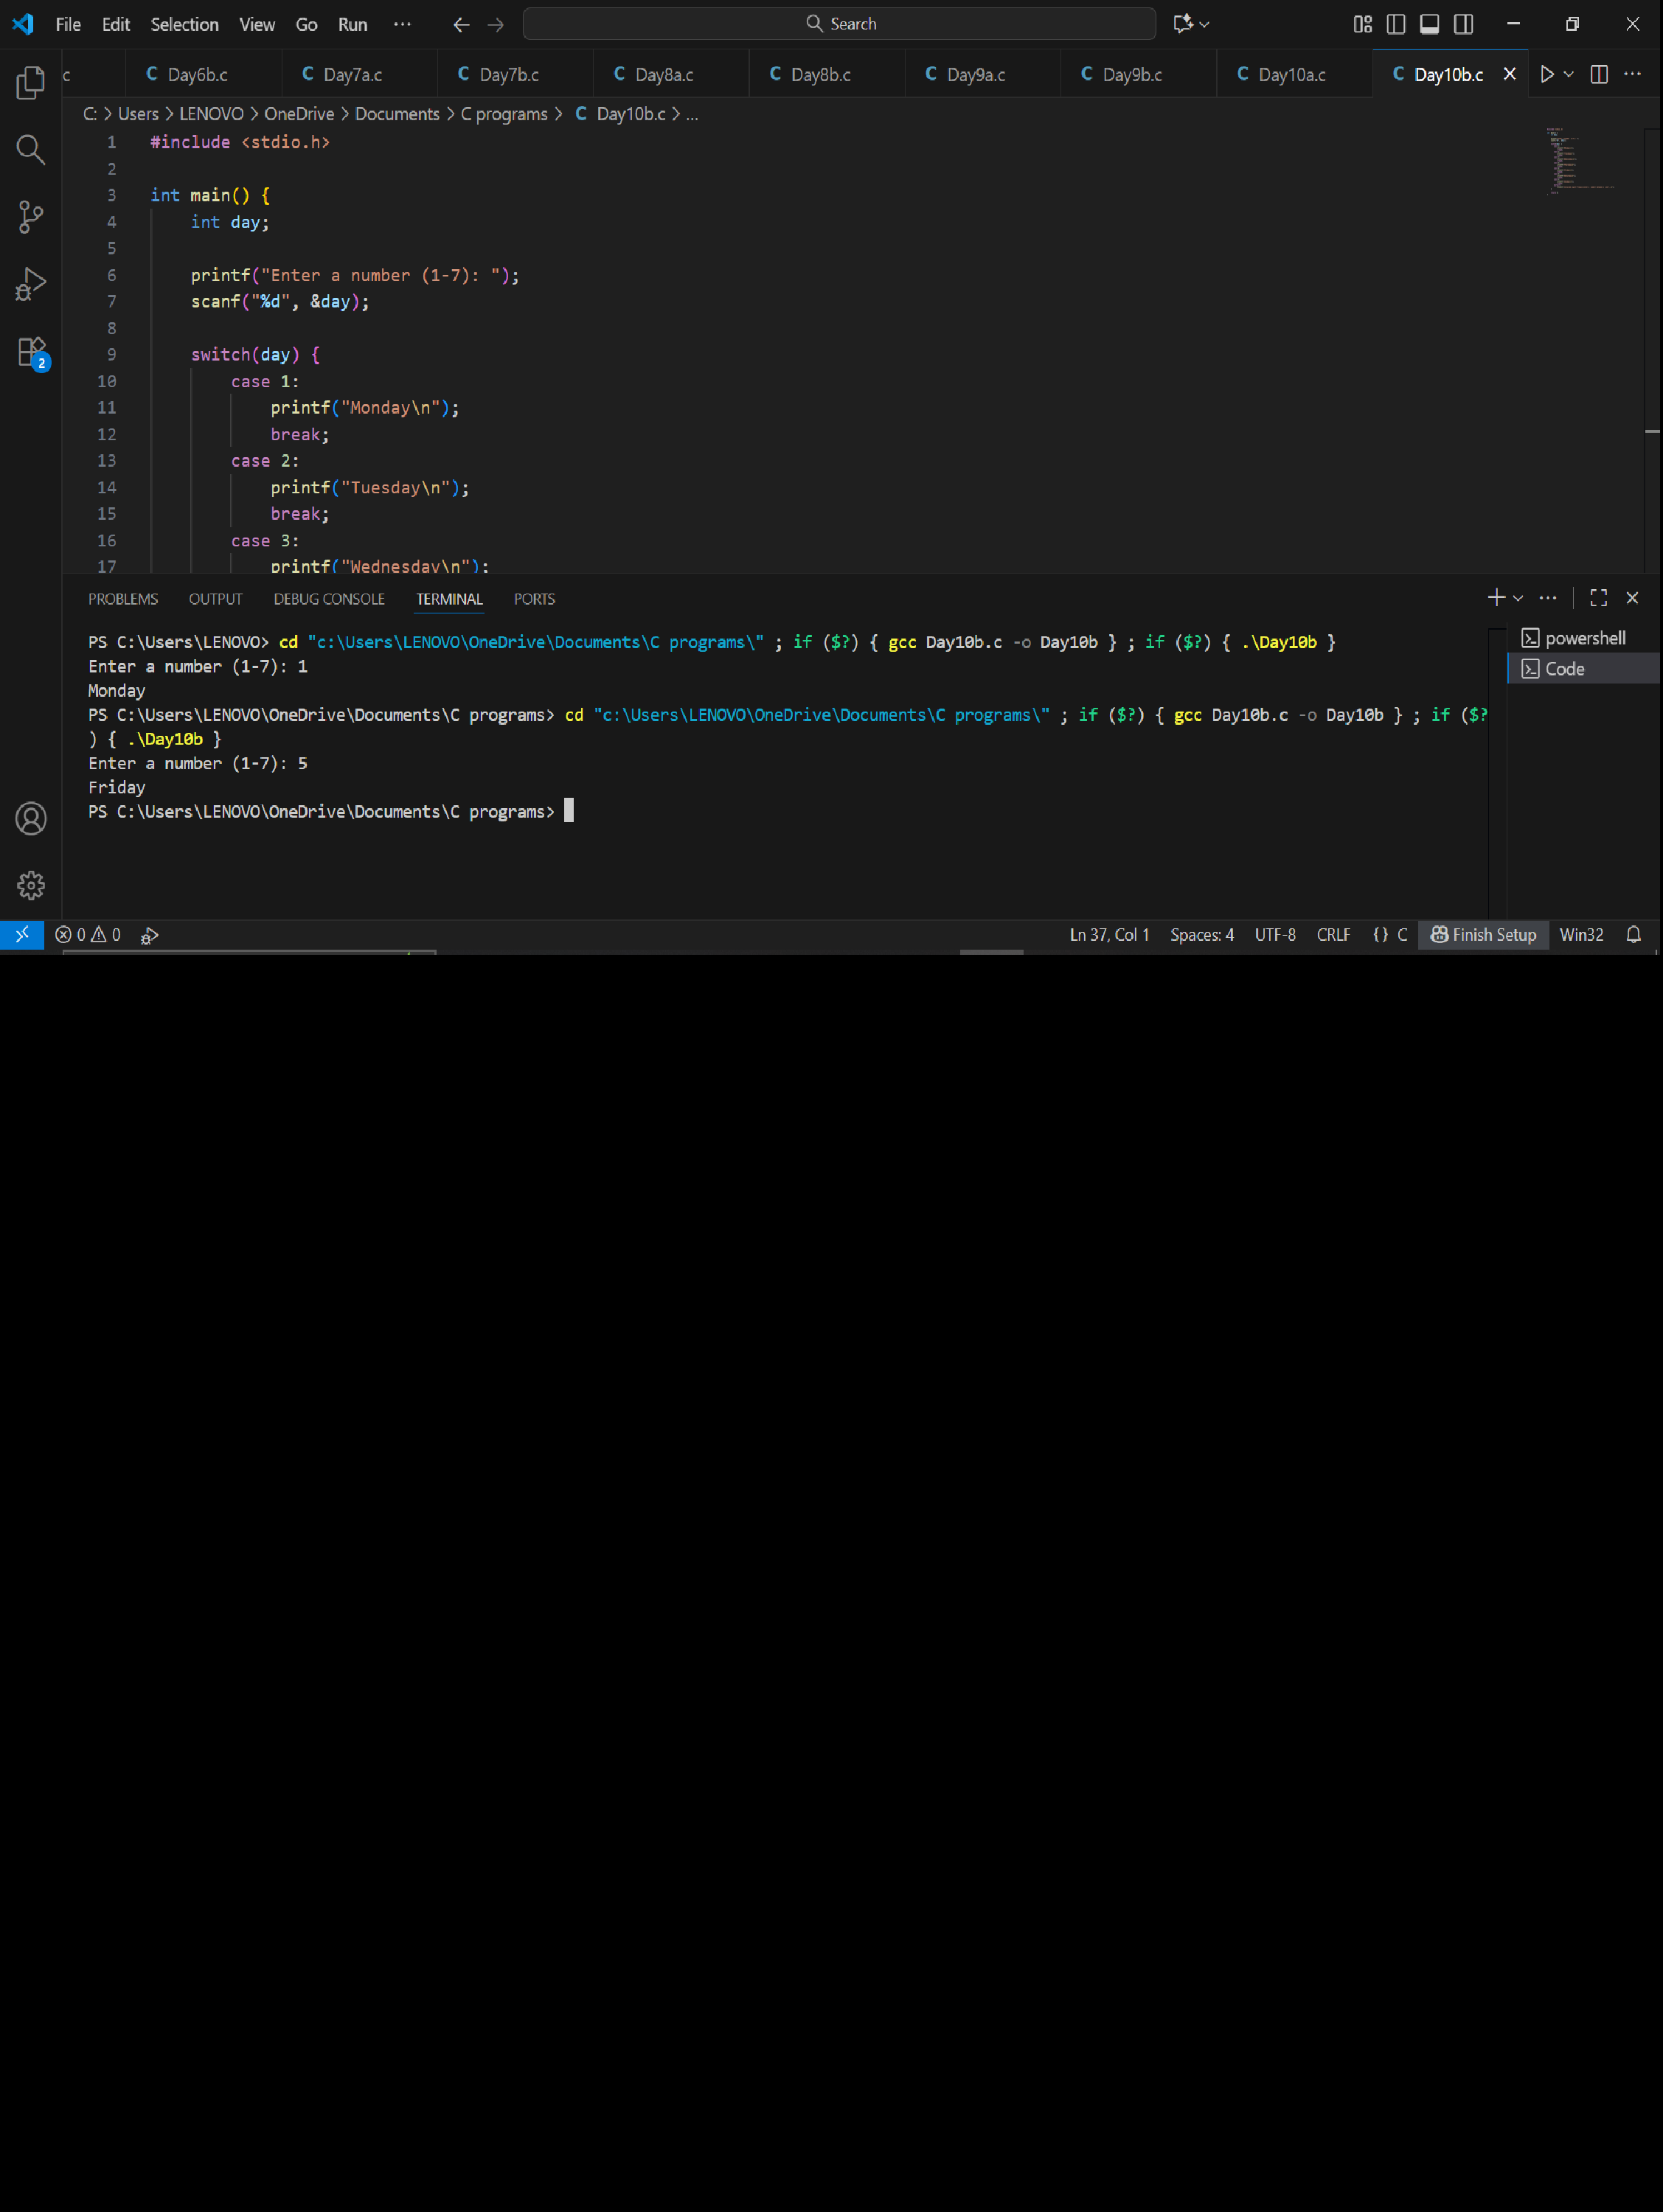 File Edit Selection View Go Run ... Search
c Day6b.c Day7a.c Day7b.c Day8a.c Day8b.c Day9a.c Day9b.c Day10a.c Day10b.c
C: > Users > LENOVO > OneDrive > Documents > C programs > C Day10b.c > ...
1 #include <stdio.h>
2
3 int main() {
4 int day;
5
6 printf("Enter a number (1-7): ");
7 scanf("%d", &day);
8
9 switch(day) {
10 case 1:
11 printf("Monday\n");
12 break;
13 case 2:
14 printf("Tuesday\n");
15 break;
16 case 3:
17 printf("Wednesday\n");
2
PROBLEMS OUTPUT DEBUG CONSOLE TERMINAL PORTS
PS C:\Users\LENOVO> cd "c:\Users\LENOVO\OneDrive\Documents\C programs\" ; if ($?) { gcc Day10b.c -o Day10b } ; if ($?) { .\Day10b }
Enter a number (1-7): 1
Monday
PS C:\Users\LENOVO\OneDrive\Documents\C programs> cd "c:\Users\LENOVO\OneDrive\Documents\C programs\" ; if ($?) { gcc Day10b.c -o Day10b } ; if ($?
) { .\Day10b }
Enter a number (1-7): 5
Friday
PS C:\Users\LENOVO\OneDrive\Documents\C programs>
powershell
Code
0 0 Ln 37, Col 1 Spaces: 4 UTF-8 CRLF {} C Finish Setup Win32